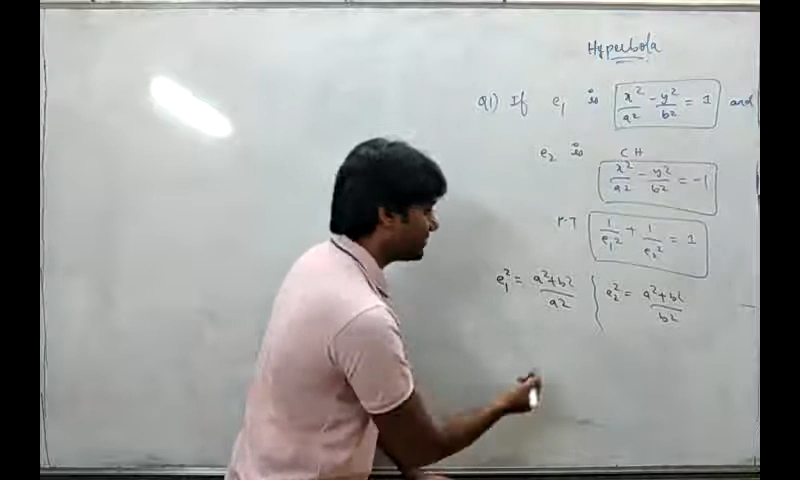 Hyperbola
Q1) If e₁ is x²/a² - y²/b² = 1 and
e₂ is CH
x²/a² - y²/b² = -1
P.T 1/e₁² + 1/e₂² = 1
e₁² = a²+b²/a² e₂² = a²+b²/b²